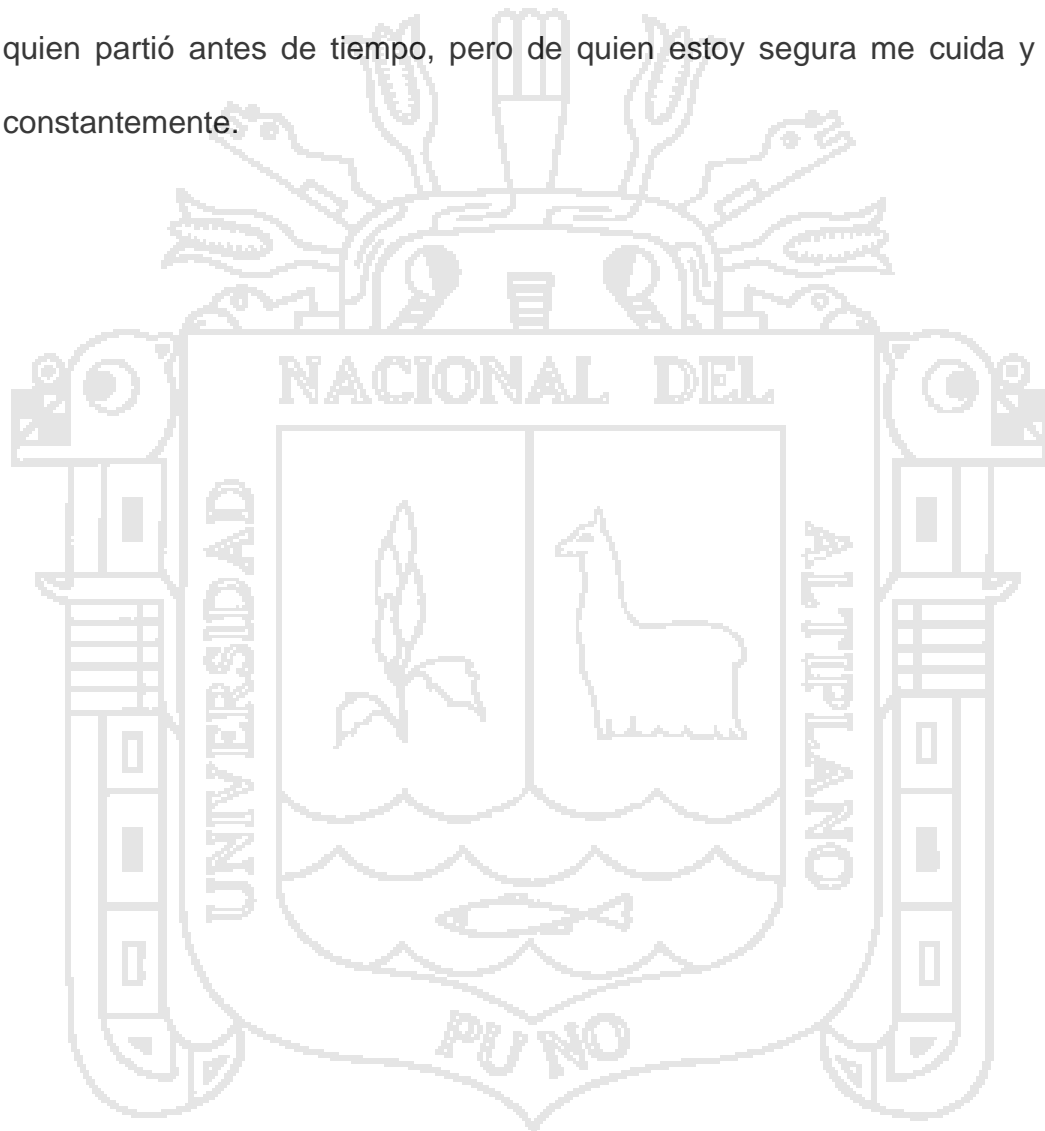 quien partió antes de tiempo, pero de quien estoy segura me cuida y
constantemente.
NACIONAL DEL
UNIVERSIDAD
ALTIPLANO
PUNO